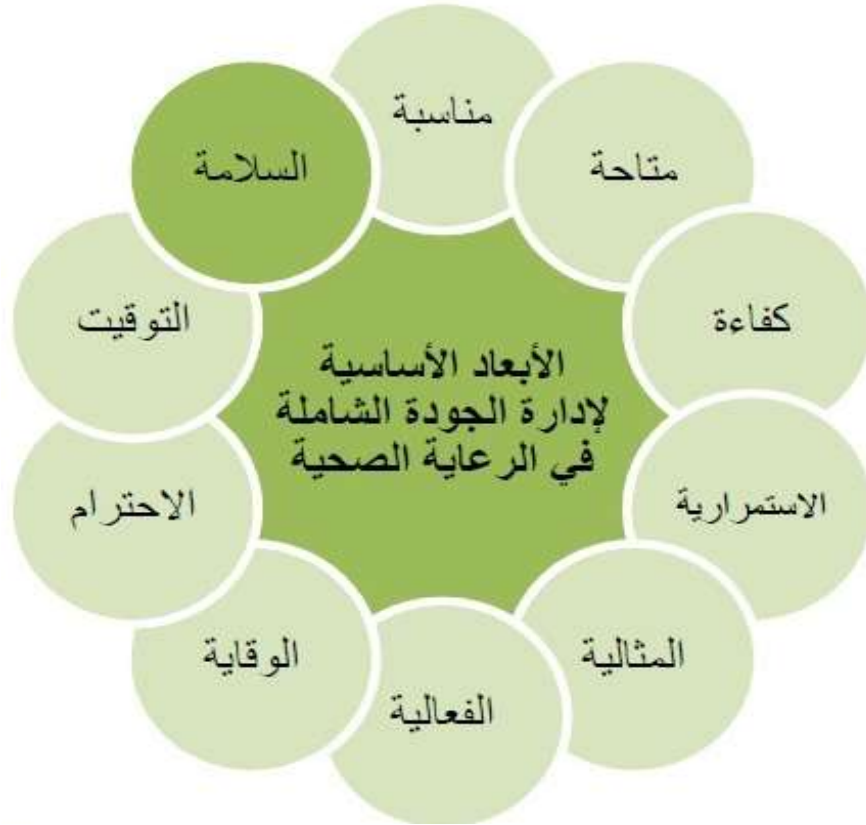 الأبعاد الأساسية
لإدارة الجودة الشاملة
في الرعاية الصحية
مناسبة
متاحة
كفاءة
الاستمرارية
المثالية
الفعالية
الوقاية
الاحترام
التوقيت
السلامة